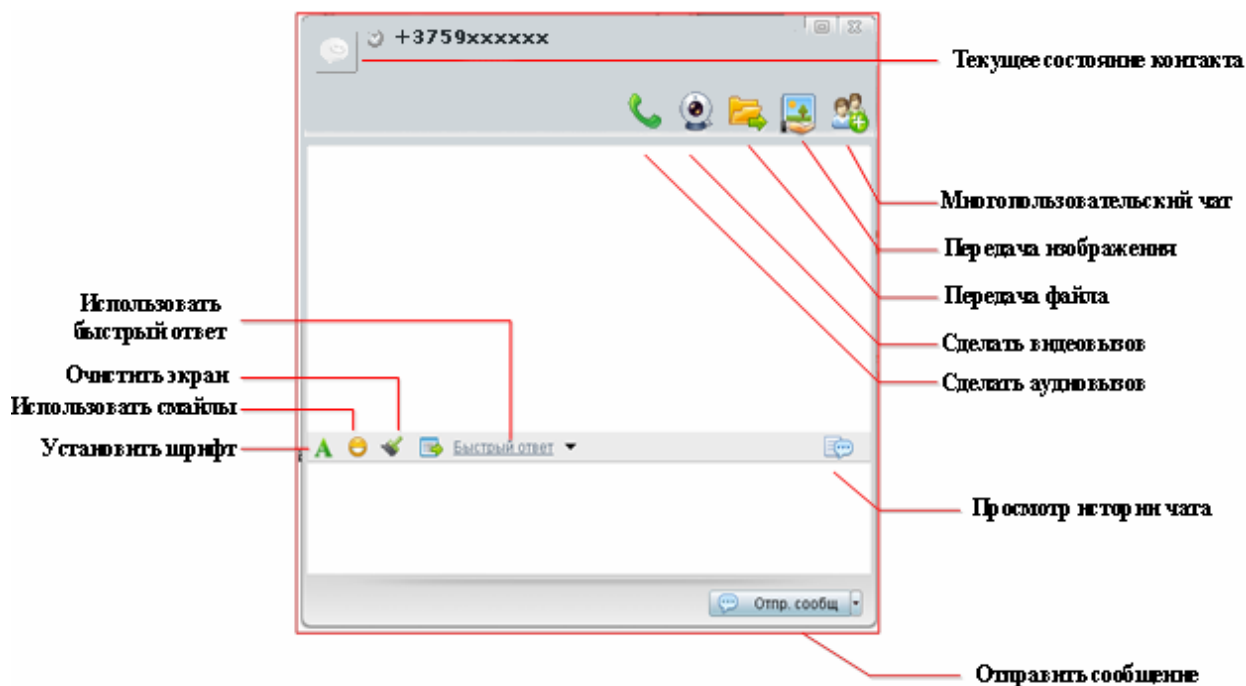 +3759xxxxxx
Текущее состояние контакта
Многопользовательский чат
Передача изображения
Передача файла
Сделать видеовызов
Сделать аудиовызов
Использовать
быстрый ответ
Очистить экран
Использовать смайлы
Установить шрифт
A
Быстрый ответ
Просмотр истории чата
Отпр. сообщ
Отправить сообщение